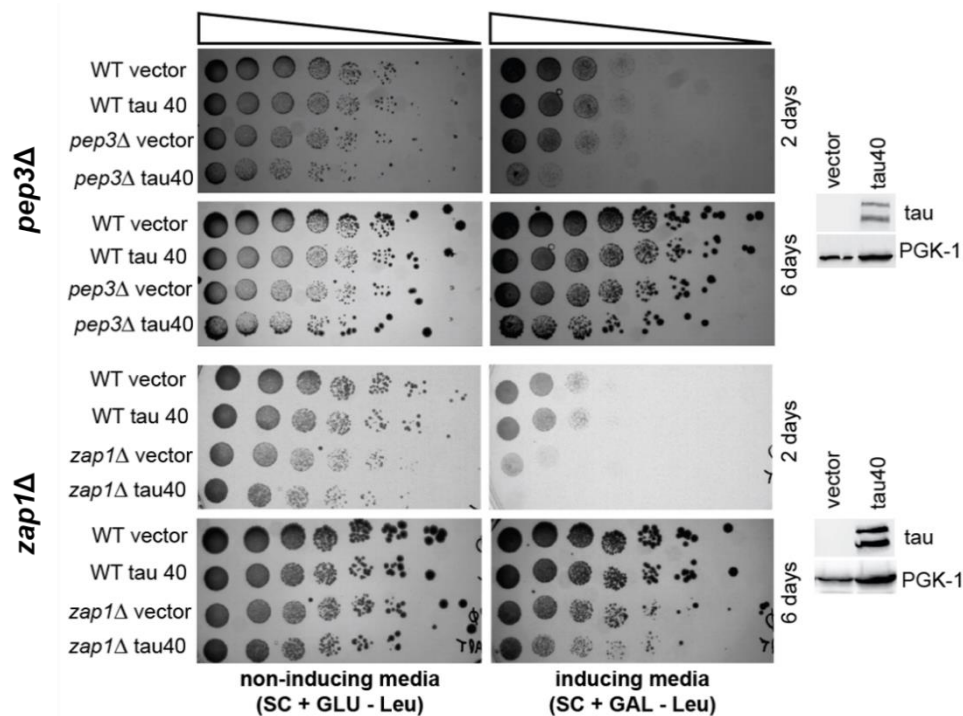 pep3Δ
WT vector
WT tau 40
pep3Δ vector
pep3Δ tau40
2 days
WT vector
WT tau 40
pep3Δ vector
pep3Δ tau40
6 days
vector
tau40
tau
PGK-1
zap1Δ
WT vector
WT tau 40
zap1Δ vector
zap1Δ tau40
2 days
WT vector
WT tau 40
zap1Δ vector
zap1Δ tau40
6 days
vector
tau40
tau
PGK-1
non-inducing media
(SC + GLU - Leu)
inducing media
(SC + GAL - Leu)